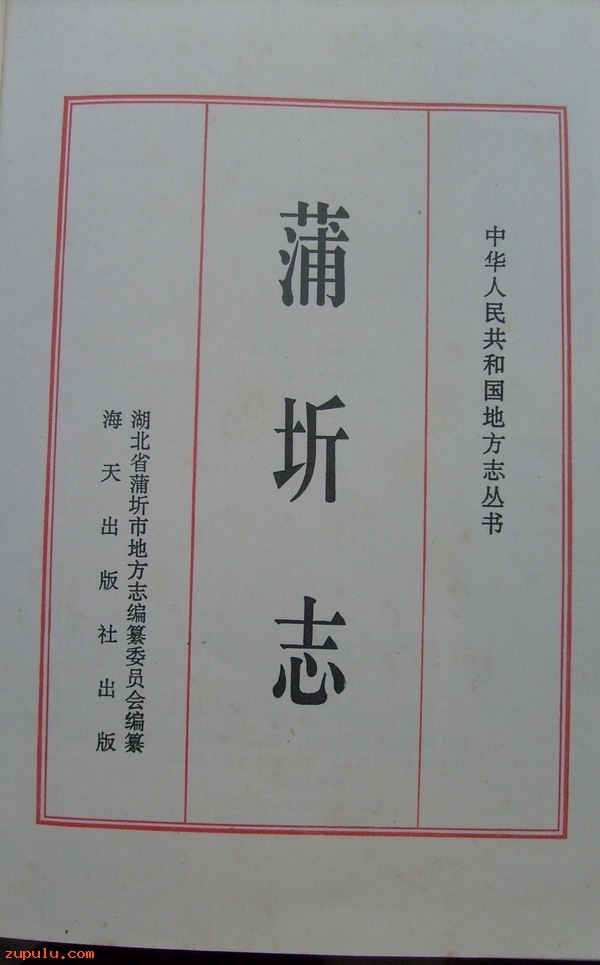 中华人民共和国地方志丛书
蒲圻志
湖北省蒲圻市地方志编纂委员会编纂
海天出版社出版
zupulu.com